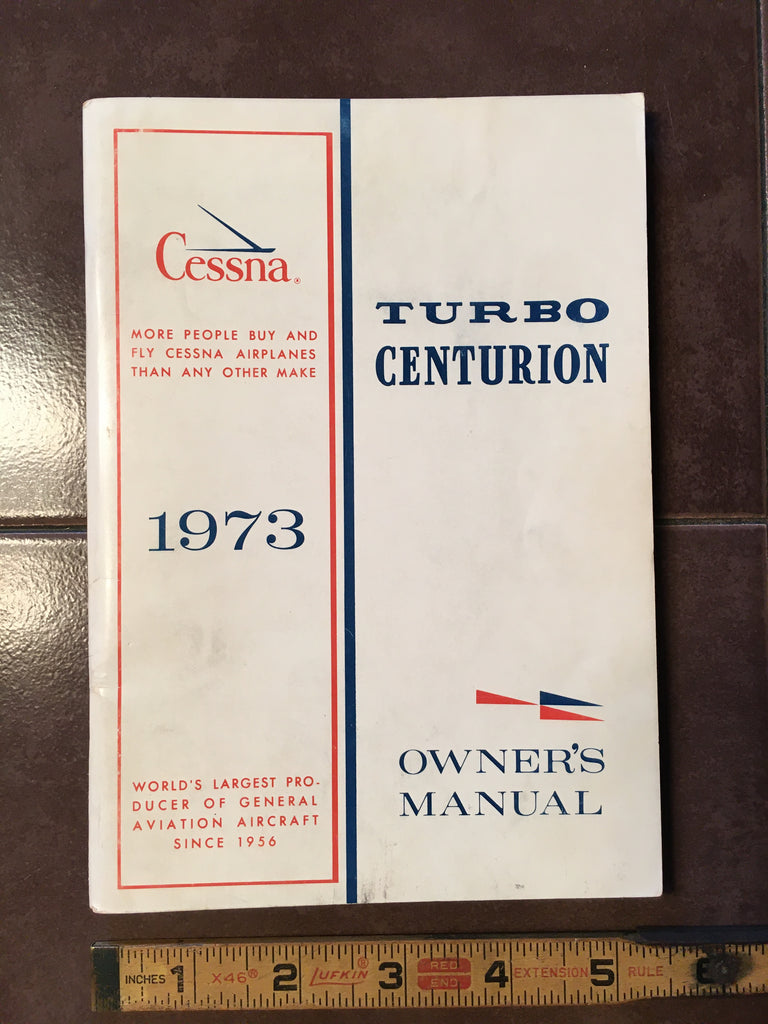 Cessna®
MORE PEOPLE BUY AND
FLY CESSNA AIRPLANES
THAN ANY OTHER MAKE
1973
WORLD'S LARGEST PRO-
DUCER OF GENERAL
AVIATION AIRCRAFT
SINCE 1956
TURBO
CENTURION
OWNER'S
MANUAL
INCHES 1 X46® 2 LUFKIN® 3 RED 4 EXTENSION 5 RULE 6
END